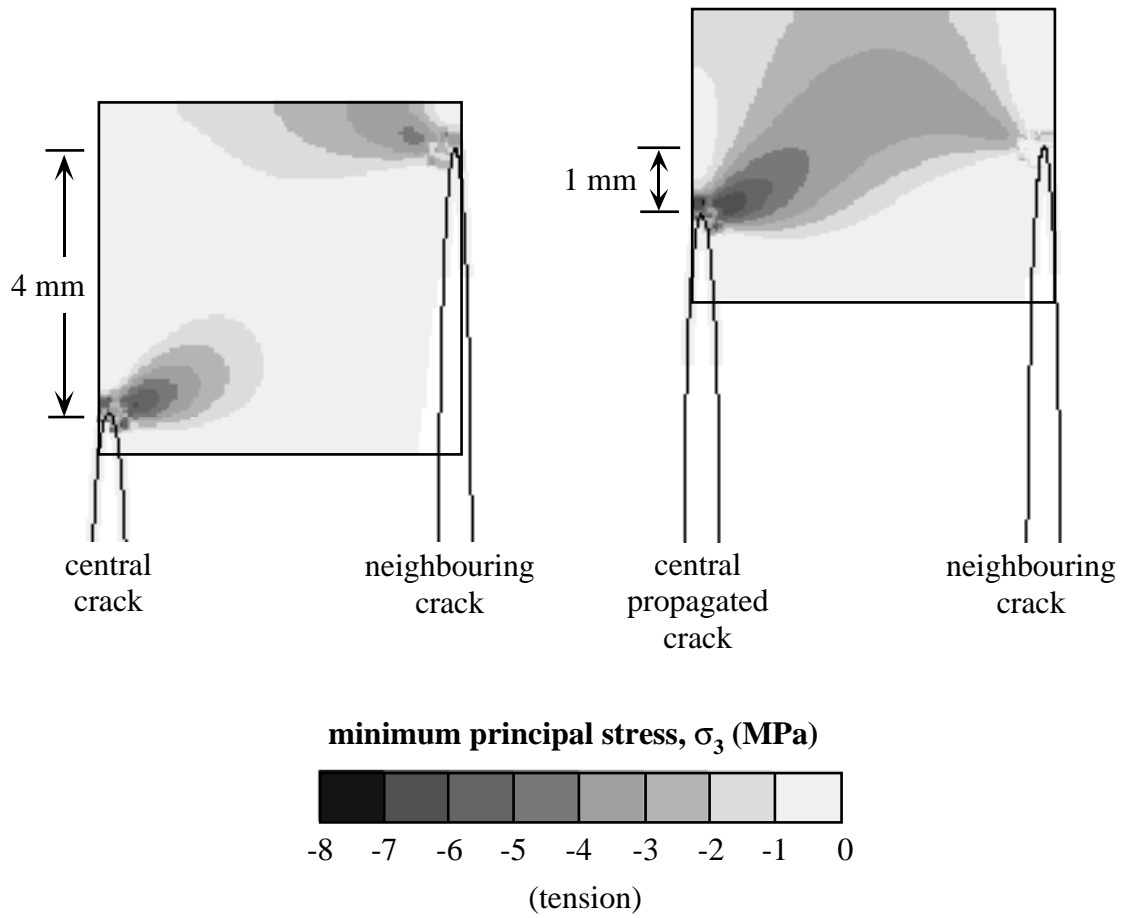 4 mm
1 mm
central
crack
neighbouring
crack
central
propagated
crack
neighbouring
crack
minimum principal stress, σ₃ (MPa)
-8 -7 -6 -5 -4 -3 -2 -1 0
(tension)